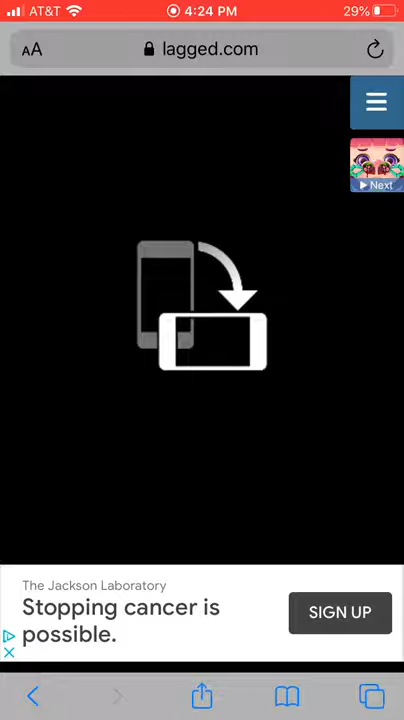 AT&T 4:24 PM 29%
AA lagged.com
Next
The Jackson Laboratory
Stopping cancer is
possible.
SIGN UP